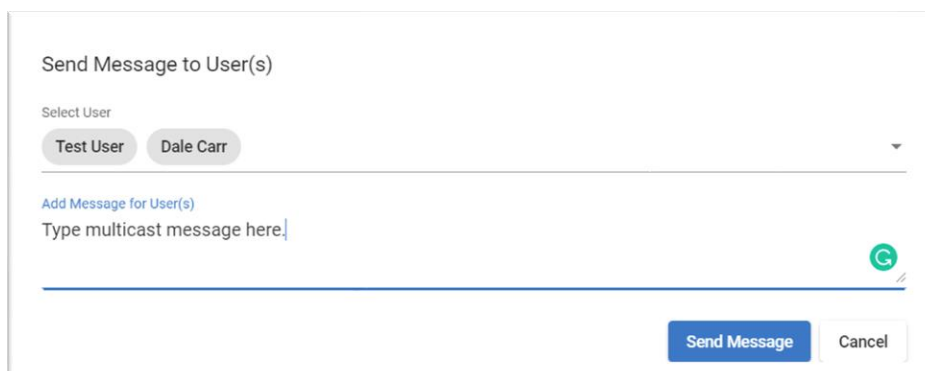 Send Message to User(s)
Select User
Test User Dale Carr
Add Message for User(s)
Type multicast message here.
Send Message Cancel